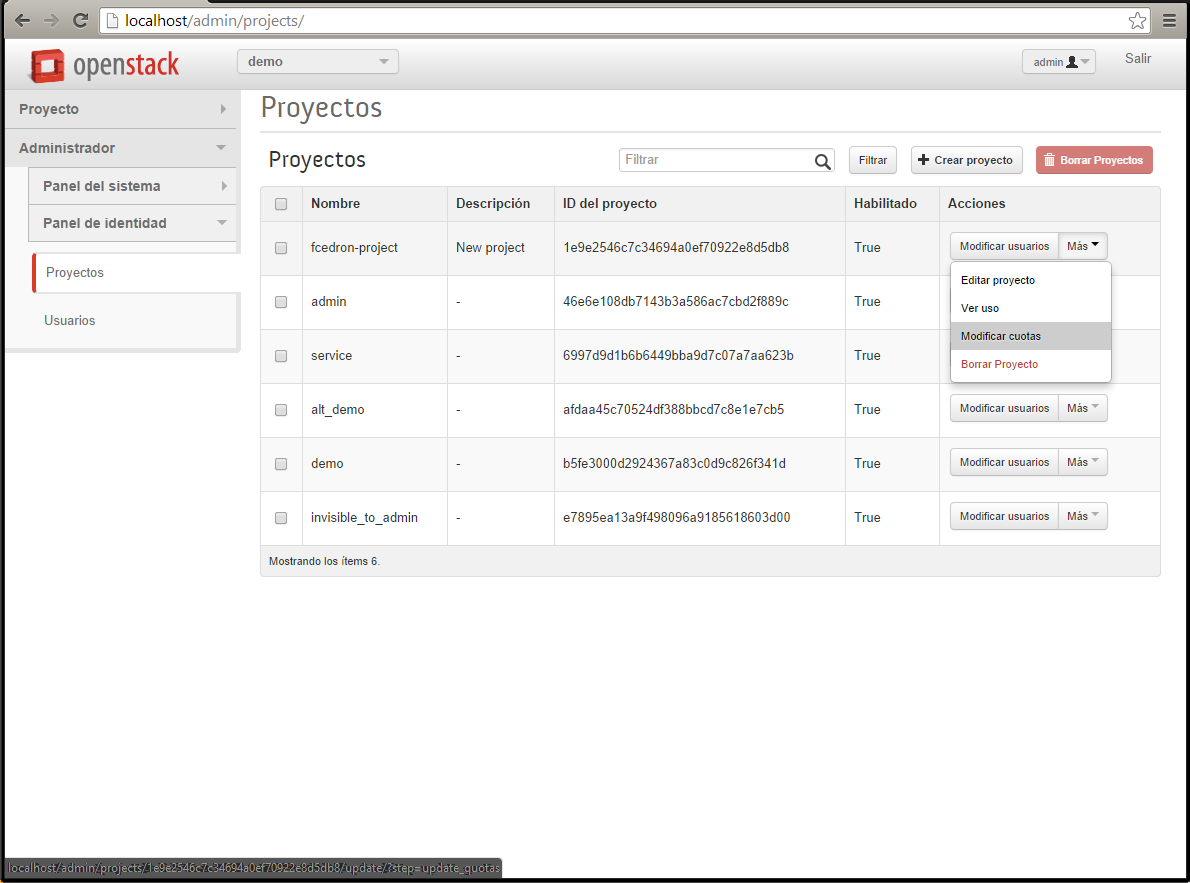 localhost/admin/projects/
openstack
demo
admin
Salir
Proyecto
Administrador
Panel del sistema
Panel de identidad
Proyectos
Usuarios
Proyectos
Proyectos
Filtrar
Filtrar
Crear proyecto
Borrar Proyectos
Nombre Descripción ID del proyecto Habilitado Acciones
fcedron-project New project 1e9e2546c7c34694a0ef70922e8d5db8 True Modificar usuarios Más
Editar proyecto
Ver uso
Modificar cuotas
Borrar Proyecto
admin - 46e6e108db7143b3a586ac7cbd2f889c True
service - 6997d9d1b6b6449bba9d7c07a7aa623b True
alt_demo - afdaa45c70524df388bbcd7c8e1e7cb5 True Modificar usuarios Más
demo - b5fe3000d2924367a83c0d9c826f341d True Modificar usuarios Más
invisible_to_admin - e7895ea13a9f498096a9185618603d00 True Modificar usuarios Más
Mostrando los ítems 6.
localhost/admin/projects/1e9e2546c7c34694a0ef70922e8d5db8/update/?step=update_quotas